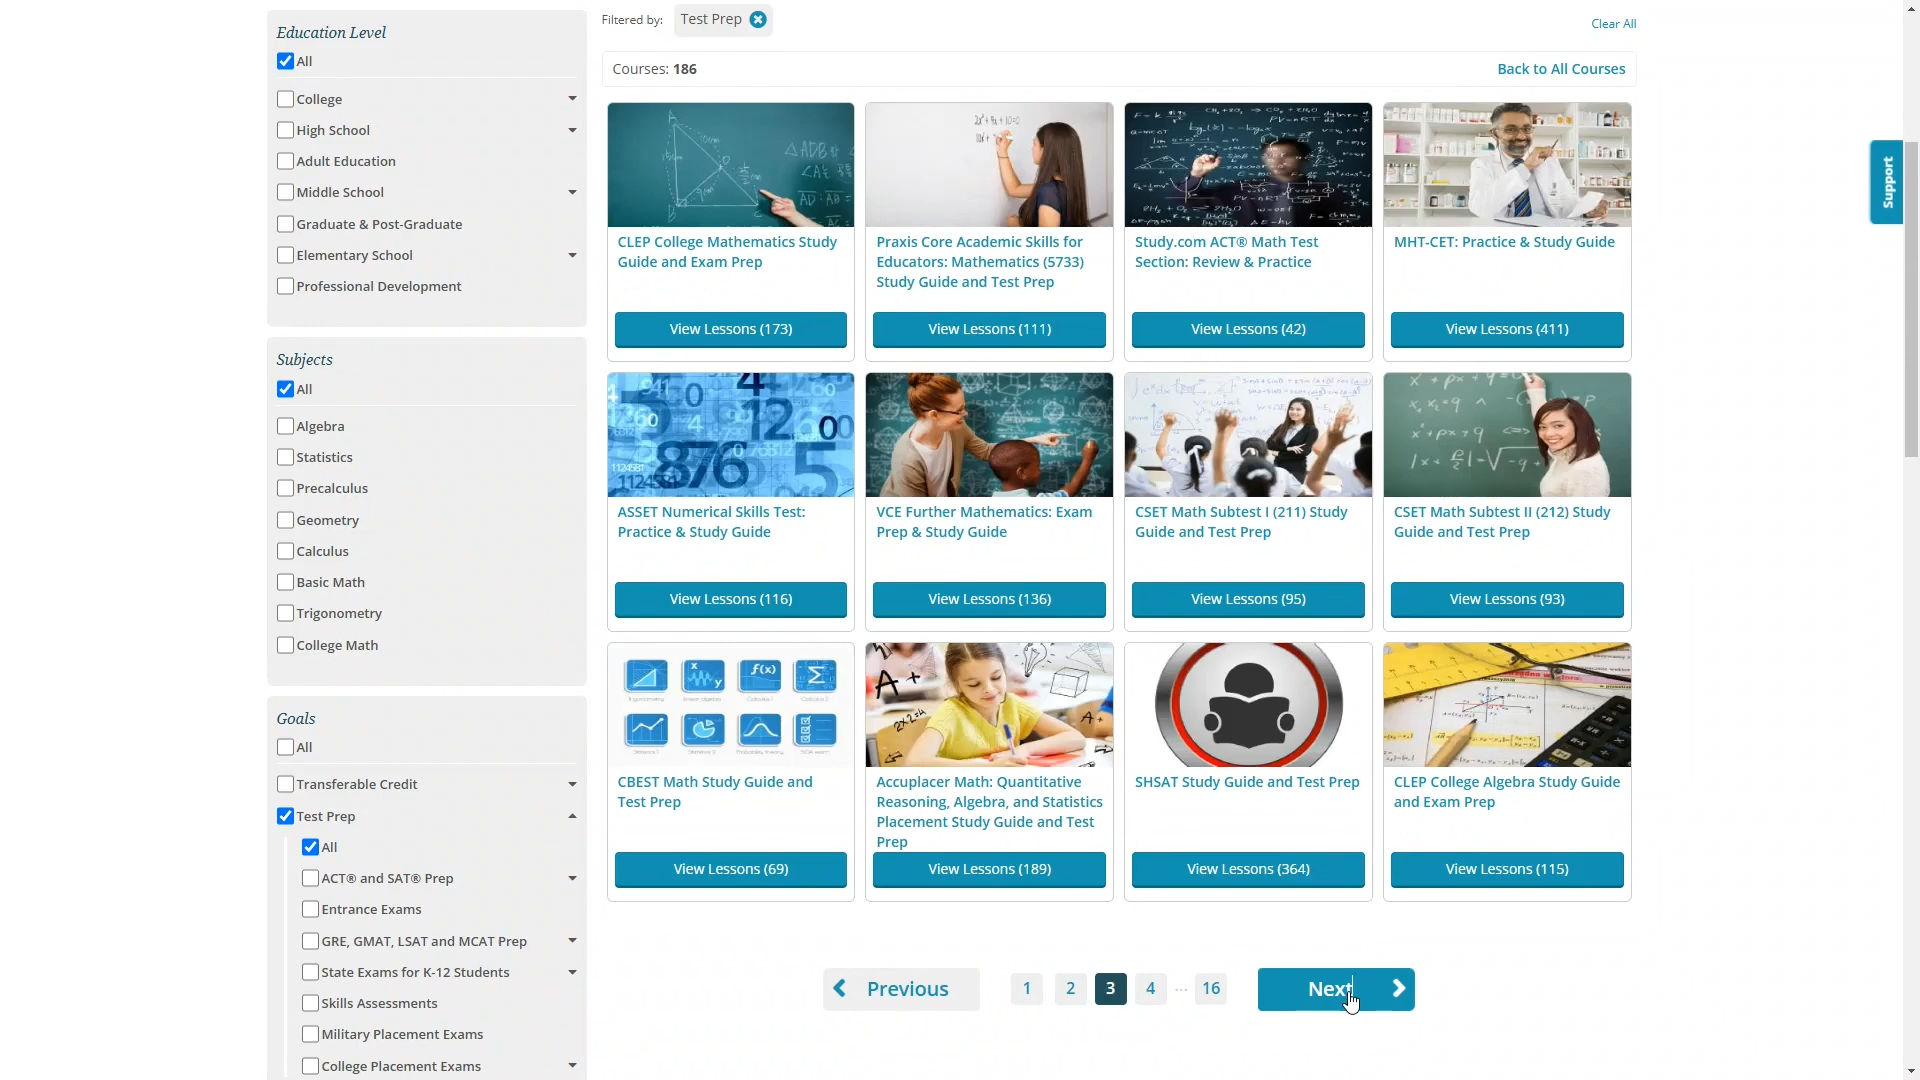 Education Level
All
College
High School
Adult Education
Middle School
Graduate & Post-Graduate
Elementary School
Professional Development
Subjects
All
Algebra
Statistics
Precalculus
Geometry
Calculus
Basic Math
Trigonometry
College Math
Goals
All
Transferable Credit
Test Prep
All
ACT® and SAT® Prep
Entrance Exams
GRE, GMAT, LSAT and MCAT Prep
State Exams for K-12 Students
Skills Assessments
Military Placement Exams
College Placement Exams
Filtered by:
Test Prep
Clear All
Courses: 186
Back to All Courses
CLEP College Mathematics Study
Guide and Exam Prep
View Lessons (173)
Praxis Core Academic Skills for
Educators: Mathematics (5733)
Study Guide and Test Prep
View Lessons (111)
Study.com ACT® Math Test
Section: Review & Practice
View Lessons (42)
MHT-CET: Practice & Study Guide
View Lessons (411)
ASSET Numerical Skills Test:
Practice & Study Guide
View Lessons (116)
VCE Further Mathematics: Exam
Prep & Study Guide
View Lessons (136)
CSET Math Subtest I (211) Study
Guide and Test Prep
View Lessons (95)
CSET Math Subtest II (212) Study
Guide and Test Prep
View Lessons (93)
CBEST Math Study Guide and
Test Prep
View Lessons (69)
A+
2x2=4
A+
Accuplacer Math: Quantitative
Reasoning, Algebra, and Statistics
Placement Study Guide and Test
Prep
View Lessons (189)
SHSAT Study Guide and Test Prep
View Lessons (364)
CLEP College Algebra Study Guide
and Exam Prep
View Lessons (115)
Previous
1
2
3
4
...
16
Next
Support